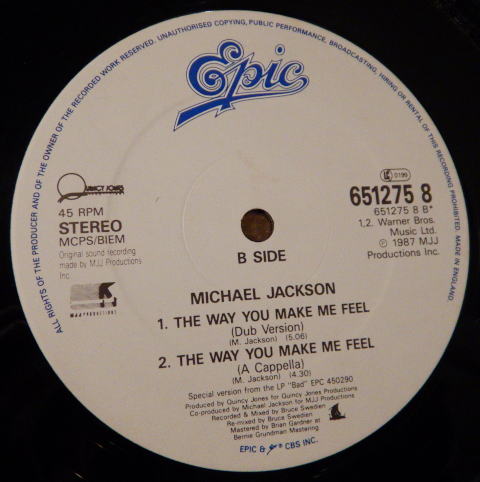 ALL RIGHTS OF THE PRODUCER AND OF THE OWNER OF THE RECORDED WORK RESERVED. UNAUTHORISED COPYING, PUBLIC PERFORMANCE, BROADCASTING, HIRING OR RENTAL OF THIS RECORDING PROHIBITED. MADE IN ENGLAND.
Epic
QUINCY JONES
45 RPM
STEREO
MCPS/BIEM
Original sound recording
made by MJJ Productions
Inc.
MJJ PRODUCTIONS
LC 0199
651275 8
651275 8 B*
1,2. Warner Bros.
Music Ltd.
℗ 1987 MJJ
Productions Inc.
B SIDE
MICHAEL JACKSON
1. THE WAY YOU MAKE ME FEEL
(Dub Version)
(M. Jackson) (5.06)
2. THE WAY YOU MAKE ME FEEL
(A Cappella)
(M. Jackson) (4.30)
Special version from the LP "Bad" EPC 450290
Produced by Quincy Jones for Quincy Jones Productions
Co-produced by Michael Jackson for MJJ Productions
Recorded & Mixed by Bruce Swedien
Re-mixed by Bruce Swedien
Mastered by Brian Gardner at
Bernie Grundman Mastering
EPIC & CBS INC.